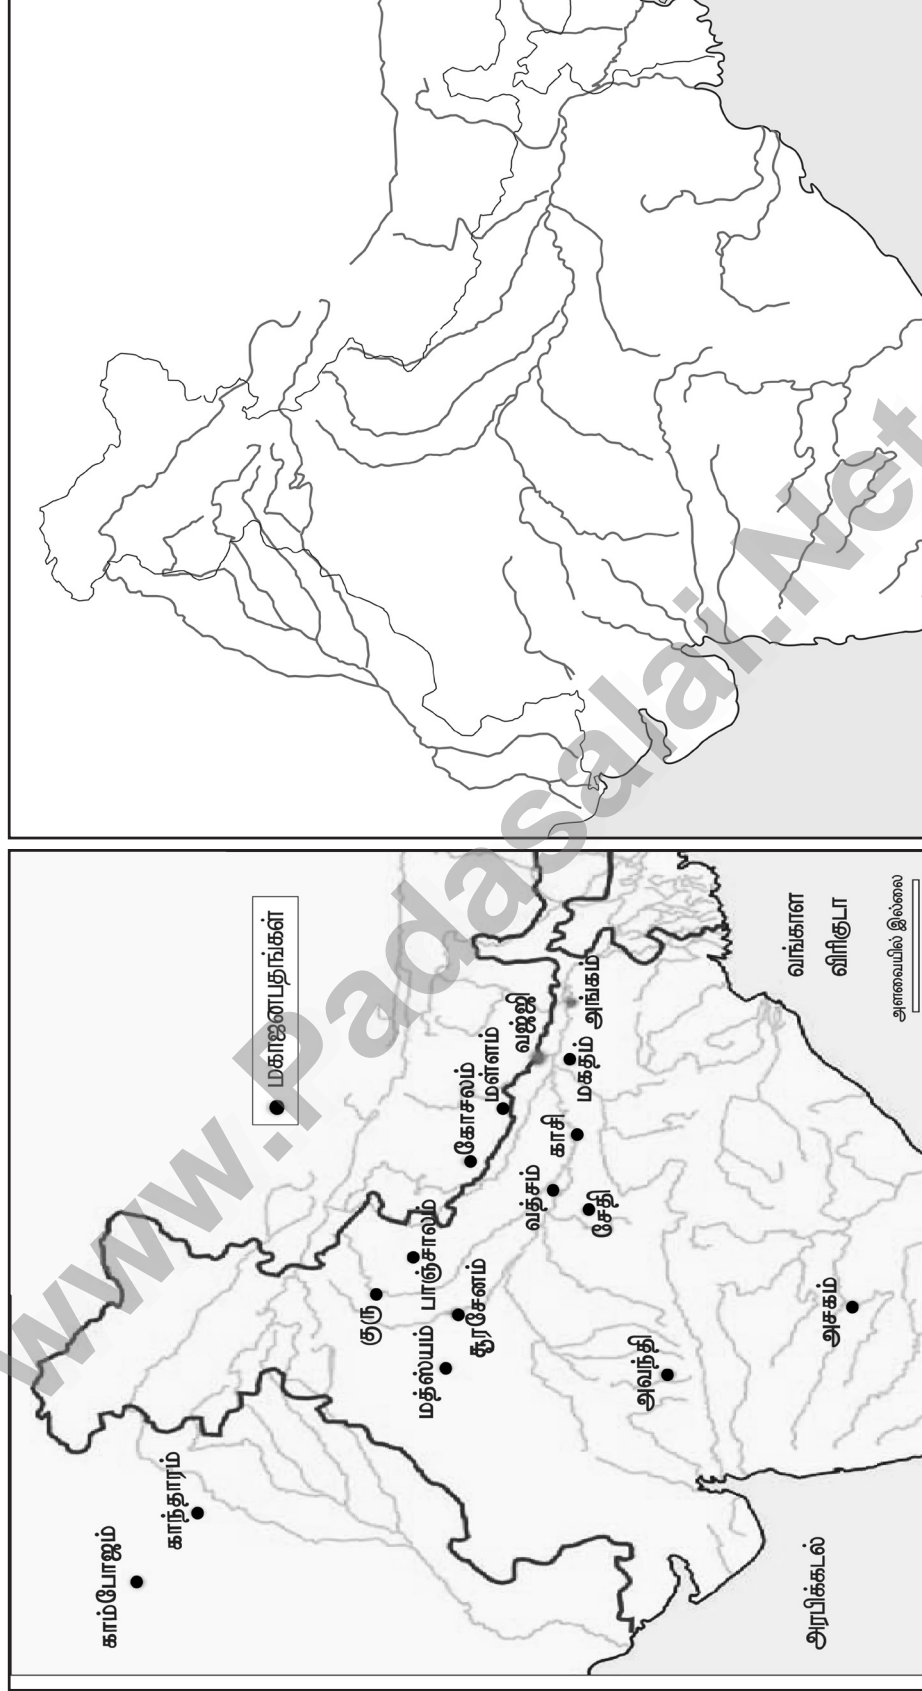 மகாஜனபதங்கள்
காம்போஜம்
காந்தாரம்
குரு
பாஞ்சாலம்
மத்ஸ்யம்
சூரசேனம்
கோசலம்
மள்ளம்
வஜ்ஜி
வத்சம்
காசி
மகதம்
அங்கம்
சேதி
அவந்தி
அசகம்
வங்காள
விரிகுடா
அளவையில் இல்லை
அரபிக்கடல்
www.Padasalai.Net